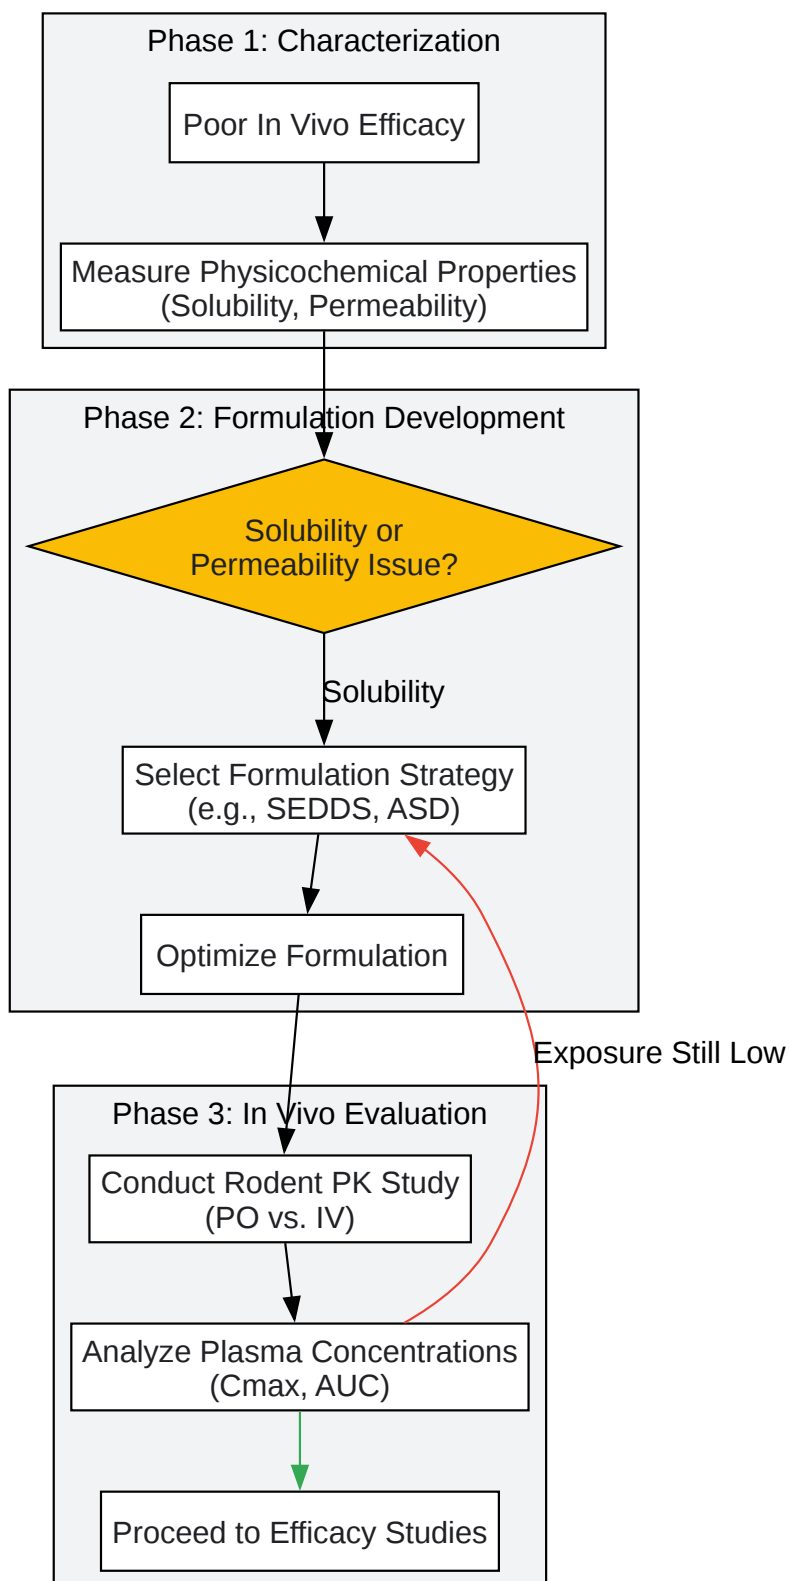 Phase 1: Characterization
Poor In Vivo Efficacy
Measure Physicochemical Properties
(Solubility, Permeability)
Phase 2: Formulation Development
Solubility or
Permeability Issue?
Solubility
Select Formulation Strategy
(e.g., SEDDS, ASD)
Optimize Formulation
Exposure Still Low
Phase 3: In Vivo Evaluation
Conduct Rodent PK Study
(PO vs. IV)
Analyze Plasma Concentrations
(Cmax, AUC)
Proceed to Efficacy Studies